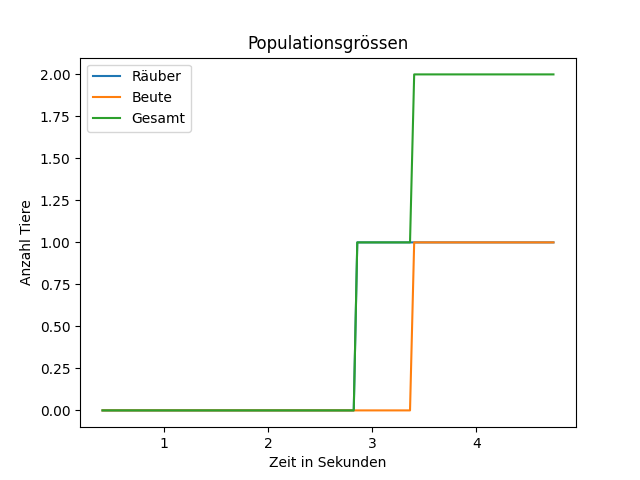 Populationsgrössen
Räuber
Beute
Gesamt
2.00
1.75
1.50
1.25
1.00
0.75
0.50
0.25
0.00
Anzahl Tiere
1 2 3 4
Zeit in Sekunden